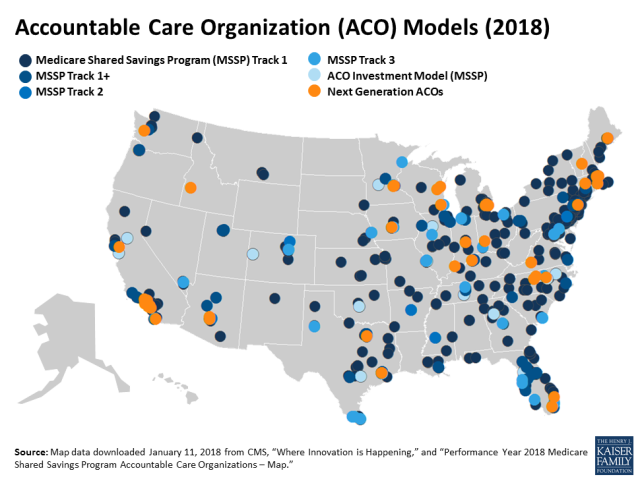 Accountable Care Organization (ACO) Models (2018)
Medicare Shared Savings Program (MSSP) Track 1
MSSP Track 1+
MSSP Track 2
MSSP Track 3
ACO Investment Model (MSSP)
Next Generation ACOs
Source: Map data downloaded January 11, 2018 from CMS, “Where Innovation is Happening,” and “Performance Year 2018 Medicare
Shared Savings Program Accountable Care Organizations – Map.”
THE HENRY J.
KAISER
FAMILY
FOUNDATION